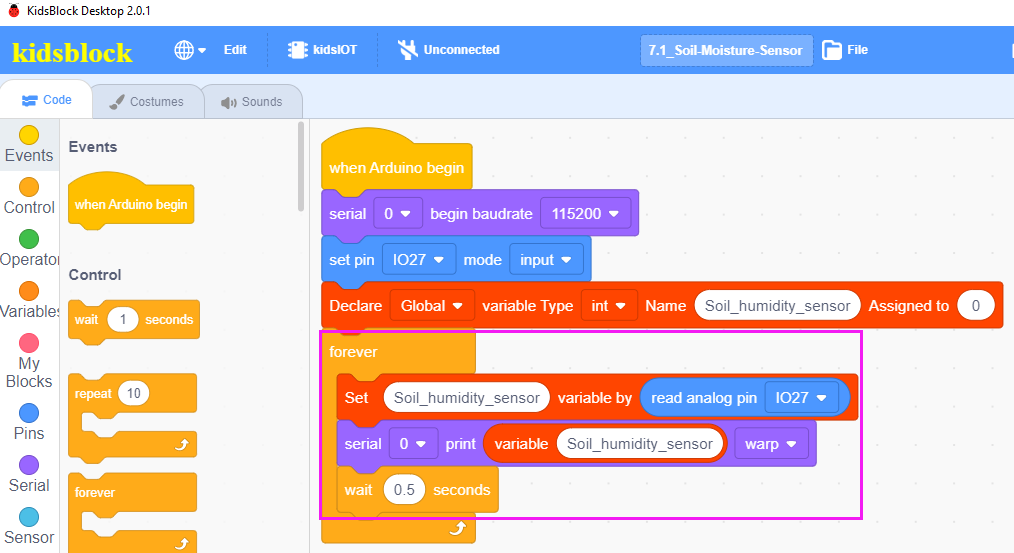 KidsBlock Desktop 2.0.1
kidsblock Edit kidsIOT Unconnected 7.1_Soil-Moisture-Sensor File
Code Costumes Sounds
Events
Control
Operator
Variables
My
Blocks
Pins
Serial
Sensor
Events
when Arduino begin
Control
wait 1 seconds
repeat 10
forever
when Arduino begin
serial 0 begin baudrate 115200
set pin IO27 mode input
Declare Global variable Type int Name Soil_humidity_sensor Assigned to 0
forever
Set Soil_humidity_sensor variable by read analog pin IO27
serial 0 print variable Soil_humidity_sensor warp
wait 0.5 seconds